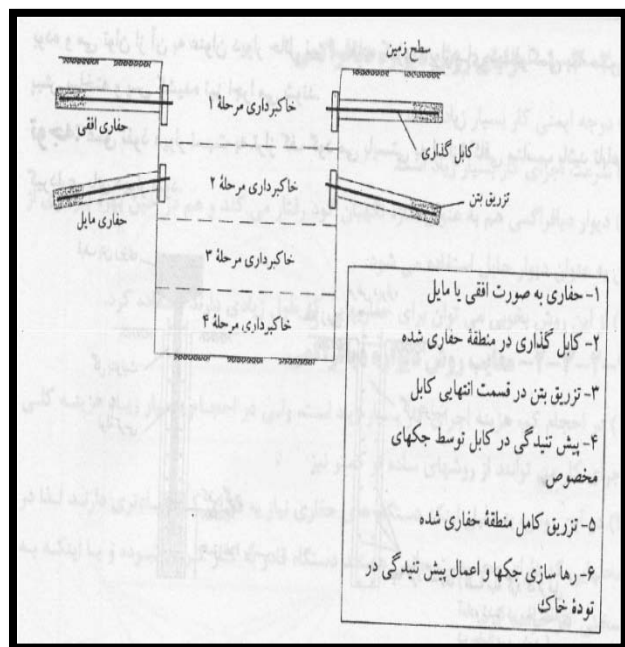 سطح زمین
خاکبرداری مرحلهٔ ۱
حفاری افقی
کابل گذاری
خاکبرداری مرحلهٔ ۲
تزریق بتن
حفاری مایل
خاکبرداری مرحلهٔ ۳
خاکبرداری مرحلهٔ ۴
۱- حفاری به صورت افقی یا مایل
۲- کابل گذاری در منطقهٔ حفاری شده
۳- تزریق بتن در قسمت انتهایی کابل
۴- پیش تنیدگی در کابل توسط جکهای
مخصوص
۵- تزریق کامل منطقهٔ حفاری شده
۶- رها سازی جکها و اعمال پیش تنیدگی در
تودهٔ خاک